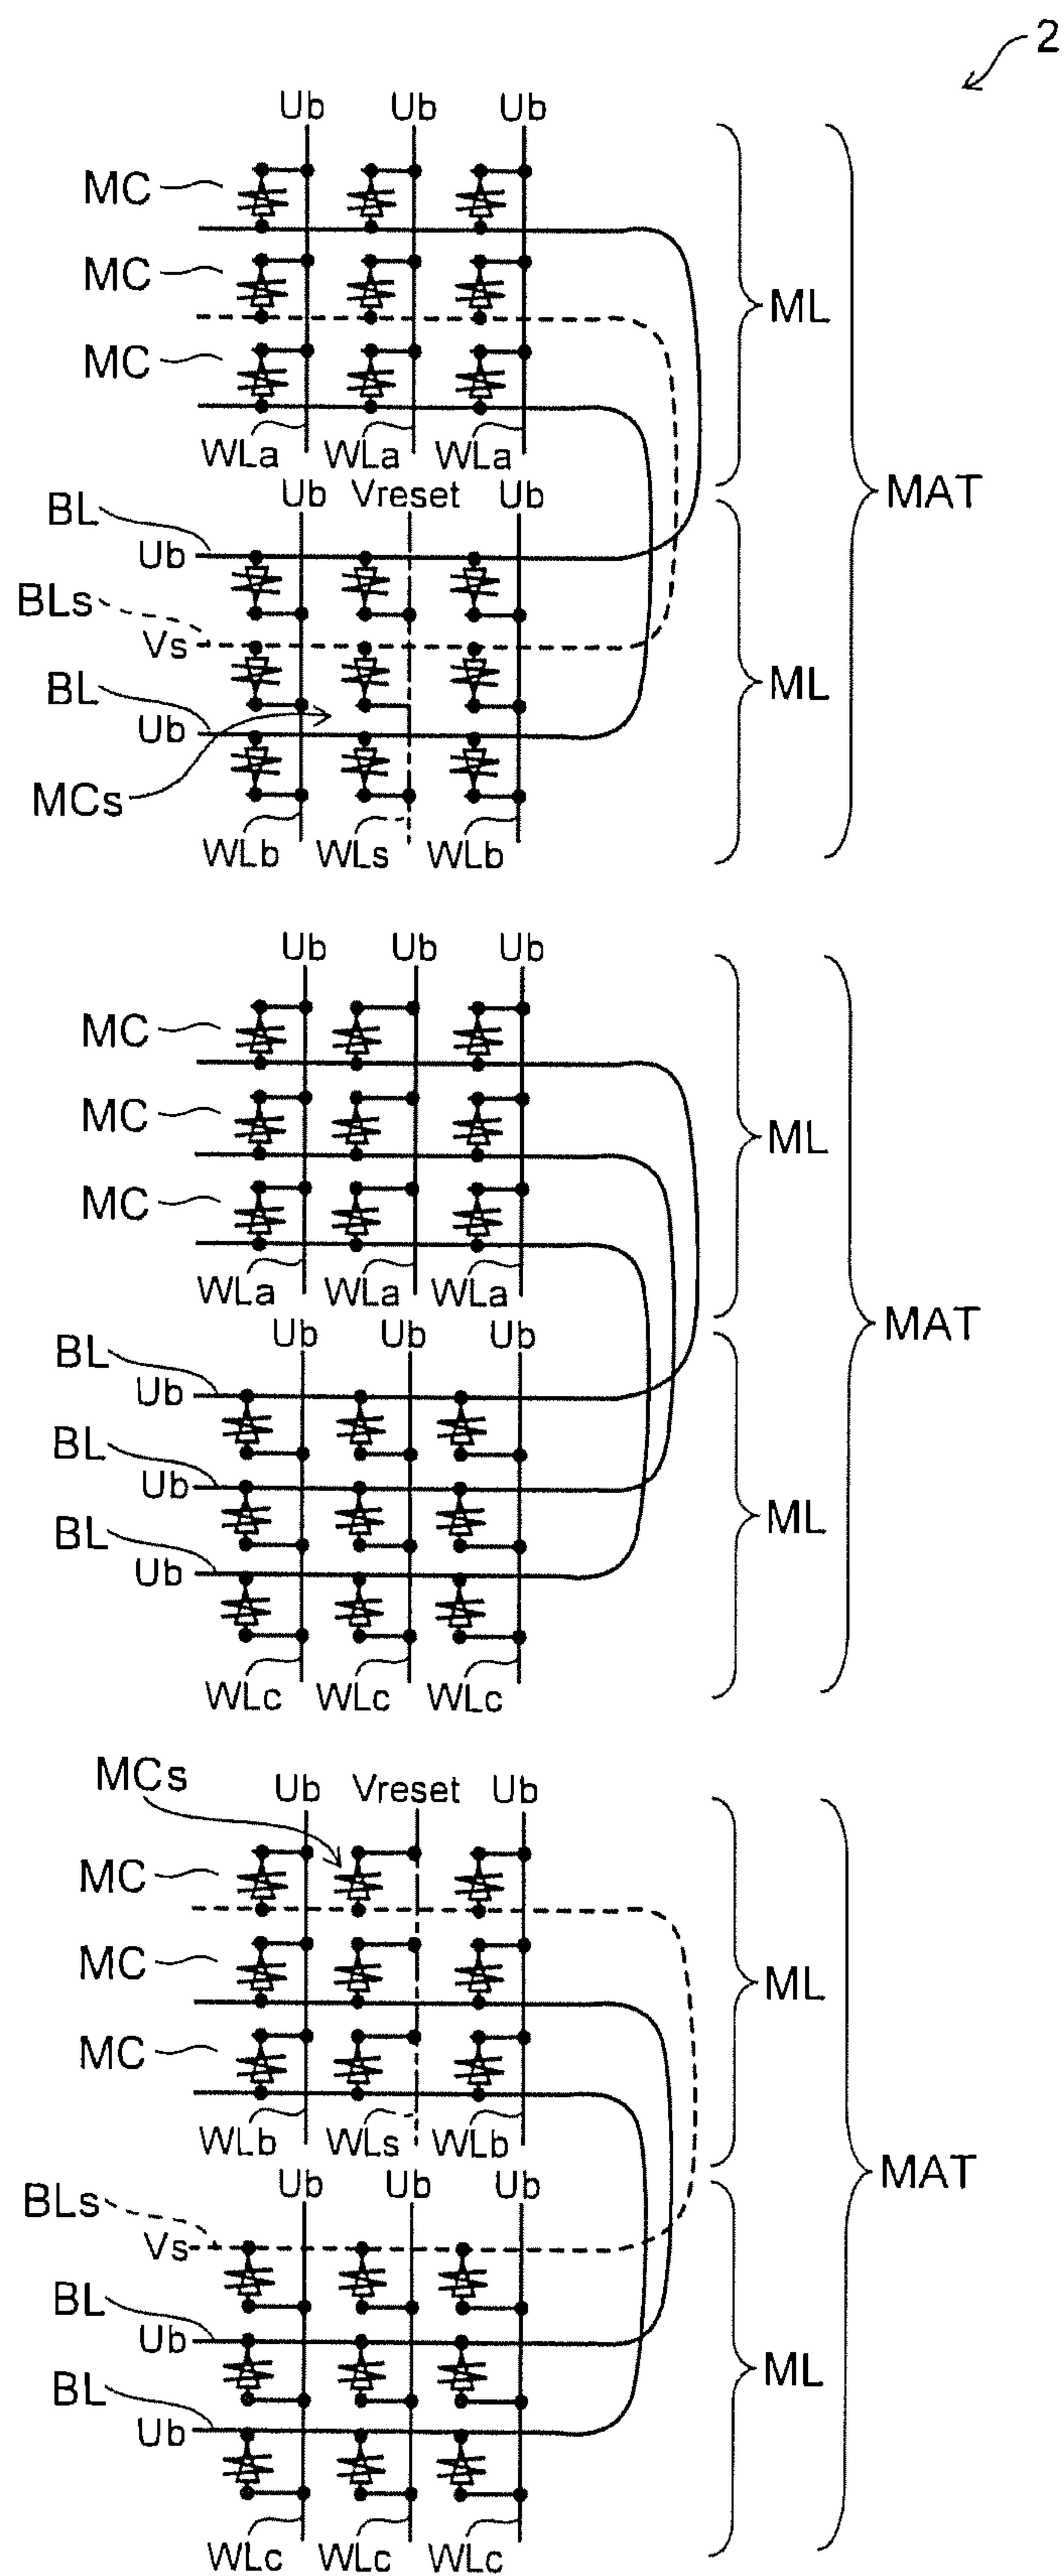 2
Ub Ub Ub
MC
MC
ML
MC
WLa WLa WLa
MAT
Ub Vreset Ub
BL
Ub
BLs
Vs
BL
ML
Ub
MCs
WLb WLs WLb
Ub Ub Ub
MC
MC
ML
MC
WLa WLa WLa
MAT
Ub Ub Ub
BL
Ub
BL
Ub
ML
BL
Ub
WLc WLc WLc
MCs
Ub Vreset Ub
MC
MC
ML
MC
WLb WLs WLb
MAT
Ub Ub Ub
BLs
Vs
BL
Ub
ML
BL
Ub
WLc WLc WLc